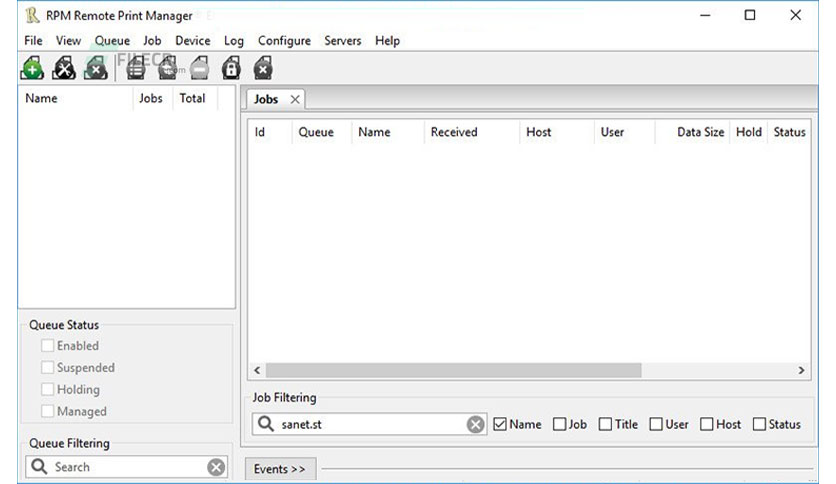 RPM Remote Print Manager
File View Queue Job Device Log Configure Servers Help
FILECR
.com
Name Jobs Total
Jobs
Id Queue Name Received Host User Data Size Hold Status
Queue Status
Enabled
Suspended
Holding
Managed
Job Filtering
sanet.st Name Job Title User Host Status
Queue Filtering
Search
Events >>